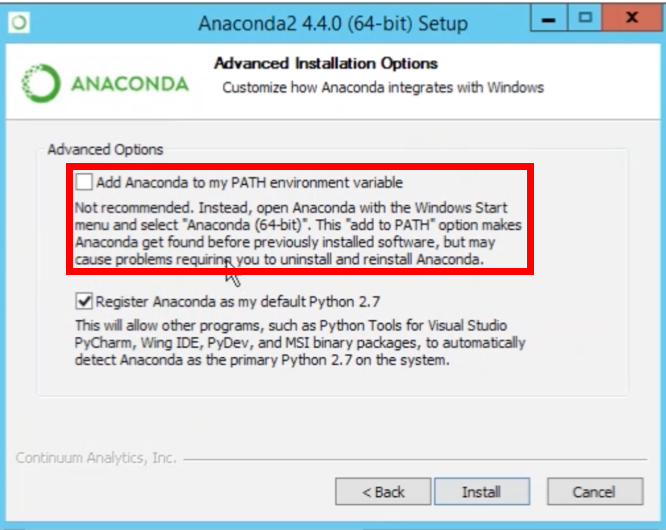 Anaconda2 4.4.0 (64-bit) Setup
ANACONDA
Advanced Installation Options
Customize how Anaconda integrates with Windows
Advanced Options
Add Anaconda to my PATH environment variable
Not recommended. Instead, open Anaconda with the Windows Start
menu and select "Anaconda (64-bit)". This "add to PATH" option makes
Anaconda get found before previously installed software, but may
cause problems requiring you to uninstall and reinstall Anaconda.
Register Anaconda as my default Python 2.7
This will allow other programs, such as Python Tools for Visual Studio
PyCharm, Wing IDE, PyDev, and MSI binary packages, to automatically
detect Anaconda as the primary Python 2.7 on the system.
Continuum Analytics, Inc.
< Back
Install
Cancel